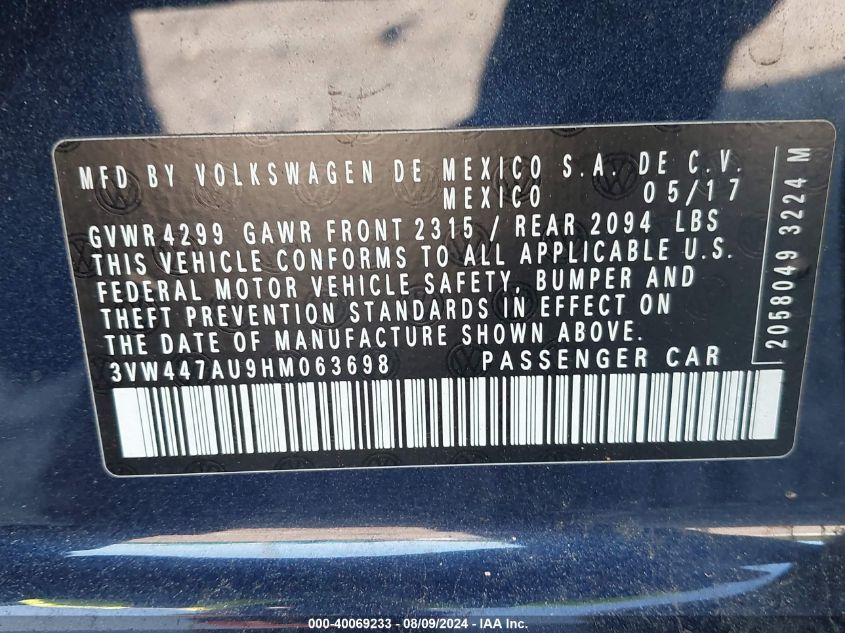 MFD BY VOLKSWAGEN DE MEXICO S.A. DE C.V.
MEXICO 05/17
GVWR4299 GAWR FRONT 2315 / REAR 2094 LBS
THIS VEHICLE CONFORMS TO ALL APPLICABLE U.S.
FEDERAL MOTOR VEHICLE SAFETY, BUMPER AND
THEFT PREVENTION STANDARDS IN EFFECT ON
THE DATE OF MANUFACTURE SHOWN ABOVE.
3VW447AU9HM063698 PASSENGER CAR
2058049 3224 M
000-40069233 - 08/09/2024 - IAA Inc.